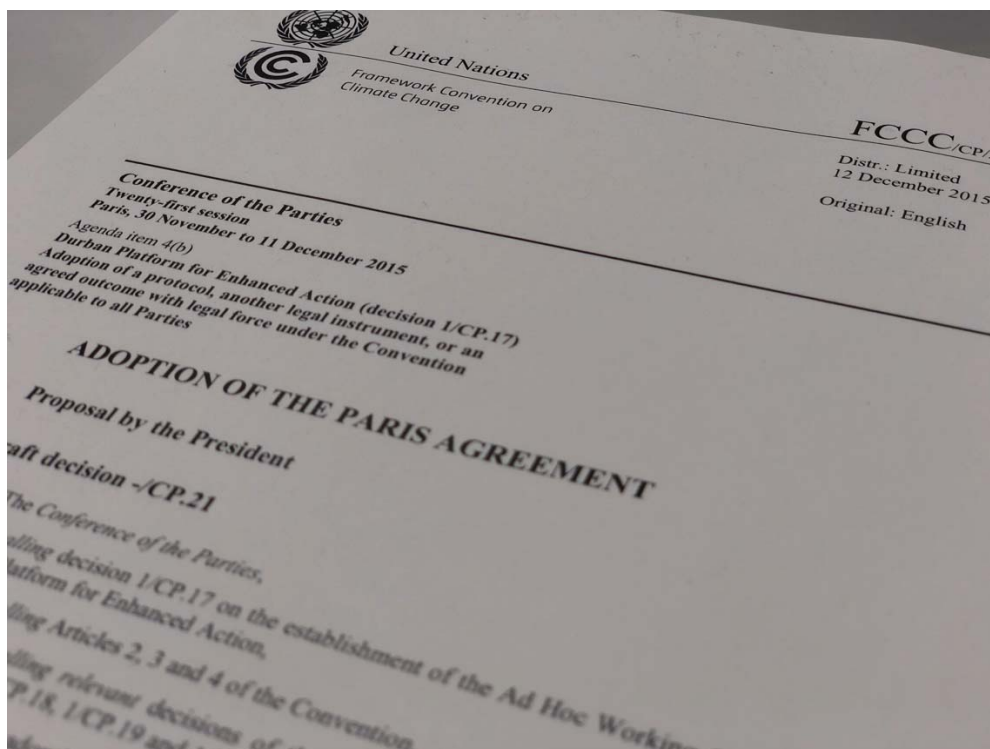 United Nations
Framework Convention on
Climate Change
FCCC/CP/
Distr.: Limited
12 December 2015
Original: English
Conference of the Parties
Twenty-first session
Paris, 30 November to 11 December 2015
Agenda item 4(b)
Durban Platform for Enhanced Action (decision 1/CP.17)
Adoption of a protocol, another legal instrument, or an
agreed outcome with legal force under the Convention
applicable to all Parties
ADOPTION OF THE PARIS AGREEMENT
Proposal by the President
aft decision -/CP.21
The Conference of the Parties,
alling decision 1/CP.17 on the establishment of the Ad Hoc Working
latform for Enhanced Action,
lling Articles 2, 3 and 4 of the Convention
lling relevant decisions of
CP.18, 1/CP.19 and